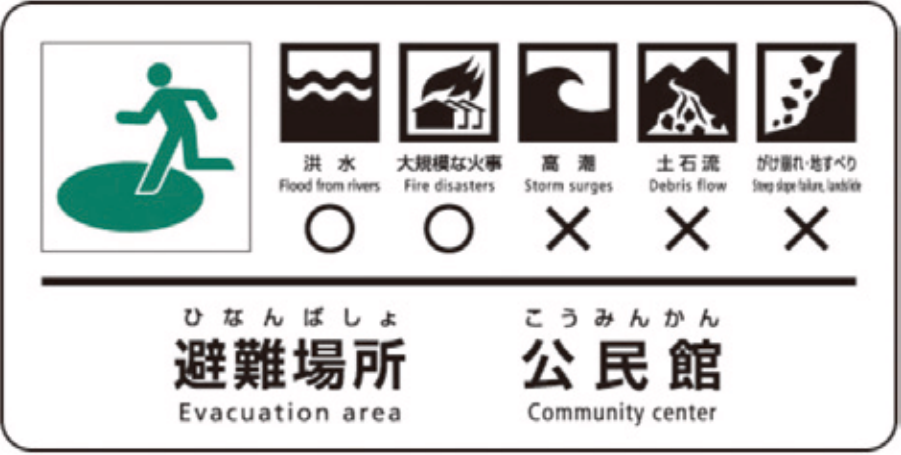 洪水 大規模な火事 高潮 土石流 がけ崩れ・地すべり
Flood from rivers Fire disasters Storm surges Debris flow Steep slope failure, landslide
○ ○ × × ×
ひなんばしょ こうみんかん
避難場所 公民館
Evacuation area Community center